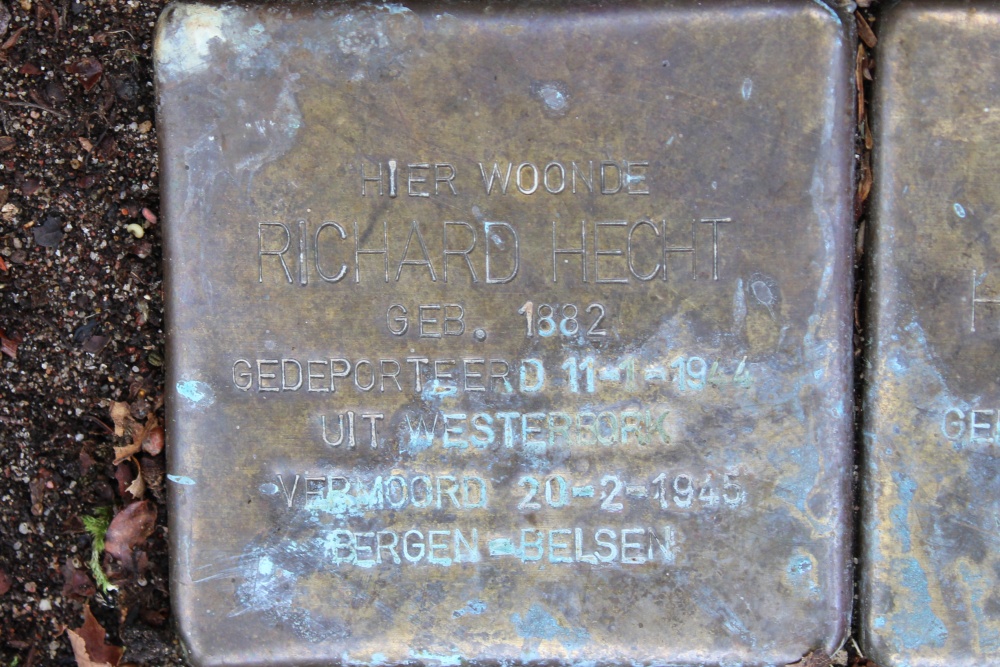 HIER WOONDE
RICHARD HECHT
GEB. 1882
GEDEPORTEERD 11-1-1944
UIT WESTERBORK
VERMOORD 20-2-1945
BERGEN-BELSEN